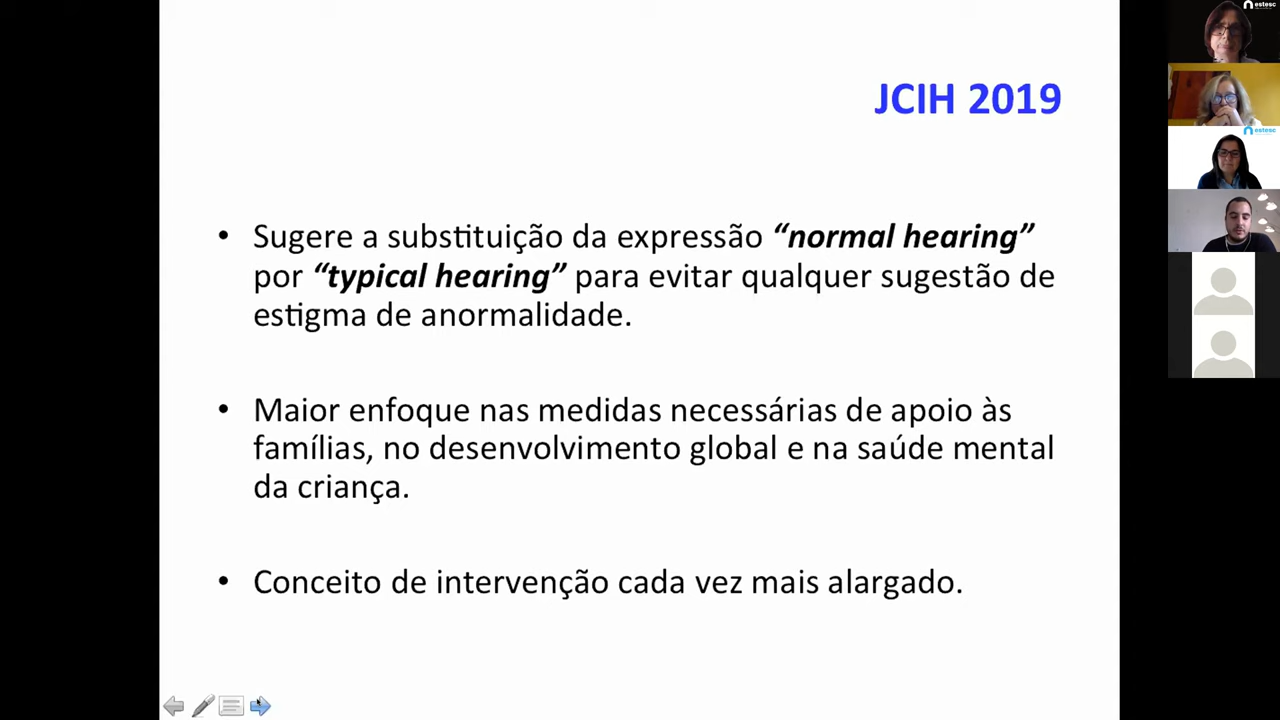 JCIH 2019
• Sugere a substituição da expressão “normal hearing”
por “typical hearing” para evitar qualquer sugestão de
estigma de anormalidade.
• Maior enfoque nas medidas necessárias de apoio às
famílias, no desenvolvimento global e na saúde mental
da criança.
• Conceito de intervenção cada vez mais alargado.
estesc
estesc